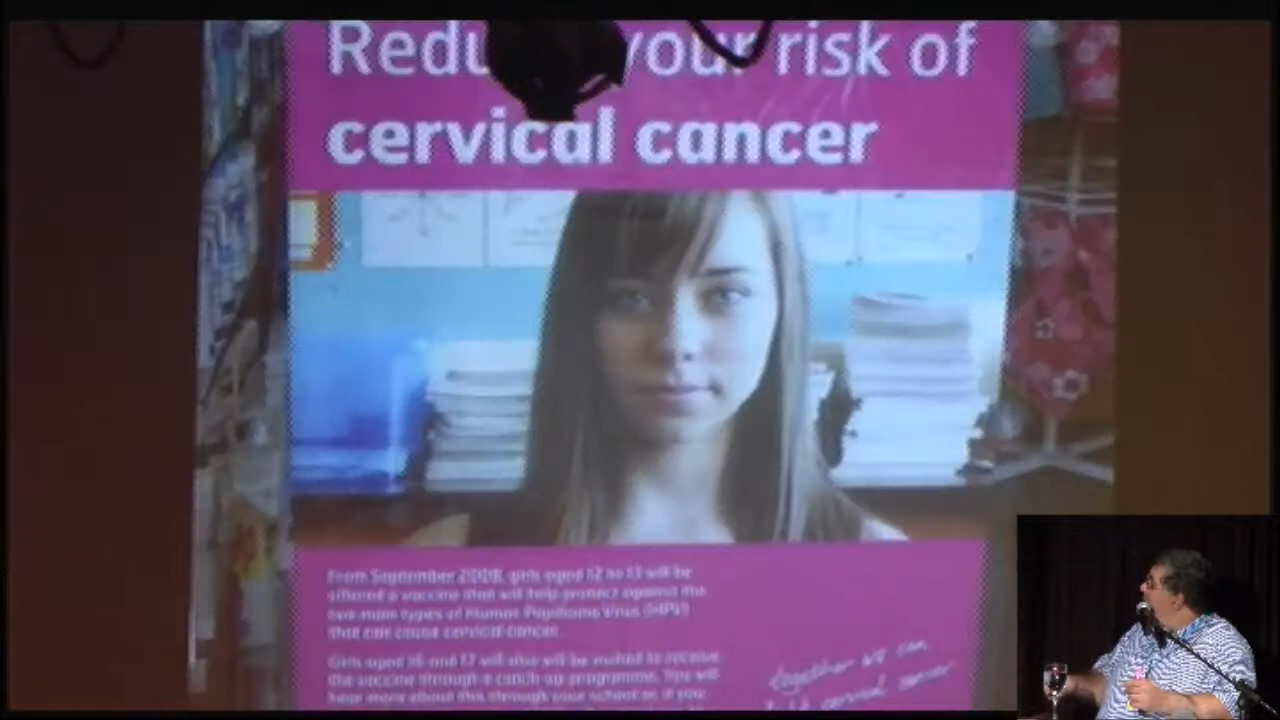 Redu your risk of
cervical cancer
From September 2008, girls aged 12 to 13 will be
offered a vaccine that will help protect against the
two main types of Human Papilloma Virus (HPV)
that can cause cervical cancer.
Girls aged 16 and 17 will also will be invited to receive
the vaccine through a catch-up programme. You will
hear more about this through your school or, if you
together we can
cervical cancer